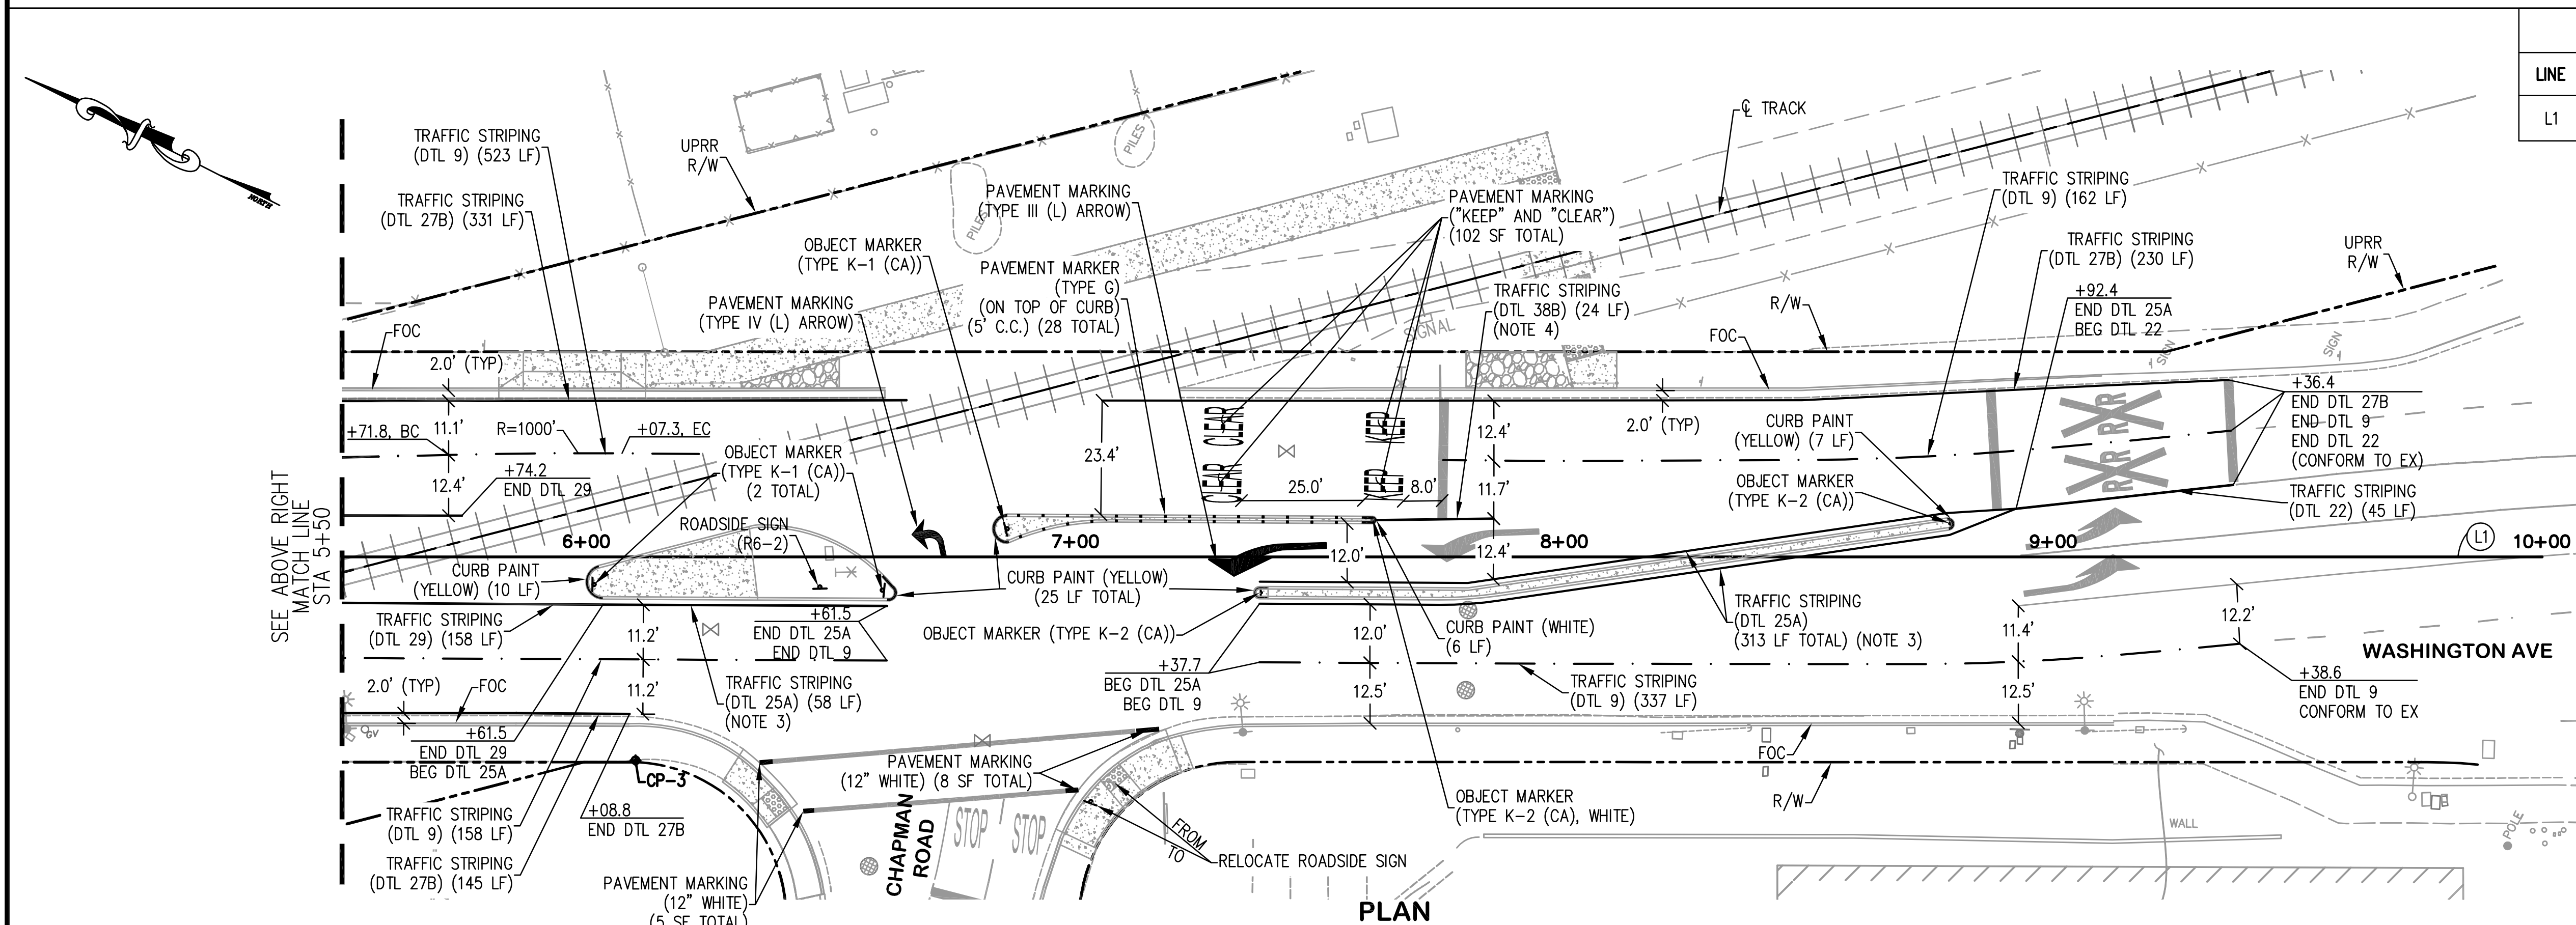 LINE
L1
NORTH
TRAFFIC STRIPING
(DTL 9) (523 LF)
TRAFFIC STRIPING
(DTL 27B) (331 LF)
UPRR
R/W
PILES
PILES
PAVEMENT MARKING
(TYPE III (L) ARROW)
OBJECT MARKER
(TYPE K-1 (CA))
PAVEMENT MARKER
(TYPE G)
(ON TOP OF CURB)
(5' C.C.) (28 TOTAL)
PAVEMENT MARKING
(TYPE IV (L) ARROW)
PAVEMENT MARKING
("KEEP" AND "CLEAR")
(102 SF TOTAL)
℄ TRACK
TRAFFIC STRIPING
(DTL 9) (162 LF)
TRAFFIC STRIPING
(DTL 27B) (230 LF)
UPRR
R/W
TRAFFIC STRIPING
(DTL 38B) (24 LF)
(NOTE 4)
SIGNAL
R/W
FOC
+92.4
END DTL 25A
BEG DTL 22
SIGN
SIGN
FOC
2.0' (TYP)
+71.8, BC
11.1'
R=1000'
+07.3, EC
12.4'
+74.2
END DTL 29
OBJECT MARKER
(TYPE K-1 (CA))
(2 TOTAL)
ROADSIDE SIGN
(R6-2)
23.4'
25.0'
8.0'
12.4'
11.7'
2.0' (TYP)
CURB PAINT
(YELLOW) (7 LF)
OBJECT MARKER
(TYPE K-2 (CA))
R R
R R
+36.4
END DTL 27B
END DTL 9
END DTL 22
(CONFORM TO EX)
TRAFFIC STRIPING
(DTL 22) (45 LF)
SEE ABOVE RIGHT
MATCH LINE
STA 5+50
6+00
7+00
12.0'
12.4'
8+00
9+00
L1
10+00
CURB PAINT
(YELLOW) (10 LF)
CURB PAINT (YELLOW)
(25 LF TOTAL)
TRAFFIC STRIPING
(DTL 29) (158 LF)
11.2'
+61.5
END DTL 25A
END DTL 9
OBJECT MARKER (TYPE K-2 (CA))
12.0'
CURB PAINT (WHITE)
(6 LF)
TRAFFIC STRIPING
(DTL 25A)
(313 LF TOTAL) (NOTE 3)
11.4'
12.2'
WASHINGTON AVE
2.0' (TYP)
FOC
11.2'
TRAFFIC STRIPING
(DTL 25A) (58 LF)
(NOTE 3)
+37.7
BEG DTL 25A
BEG DTL 9
12.5'
TRAFFIC STRIPING
(DTL 9) (337 LF)
12.5'
+38.6
END DTL 9
CONFORM TO EX
GV
+61.5
END DTL 29
BEG DTL 25A
CP-3
PAVEMENT MARKING
(12" WHITE) (8 SF TOTAL)
FOC
R/W
OBJECT MARKER
(TYPE K-2 (CA), WHITE)
TRAFFIC STRIPING
(DTL 9) (158 LF)
+08.8
END DTL 27B
TRAFFIC STRIPING
(DTL 27B) (145 LF)
CHAPMAN
ROAD
STOP
STOP
FROM
TO
RELOCATE ROADSIDE SIGN
WALL
POLE
PAVEMENT MARKING
(12" WHITE)
(5 SF TOTAL)
PLAN